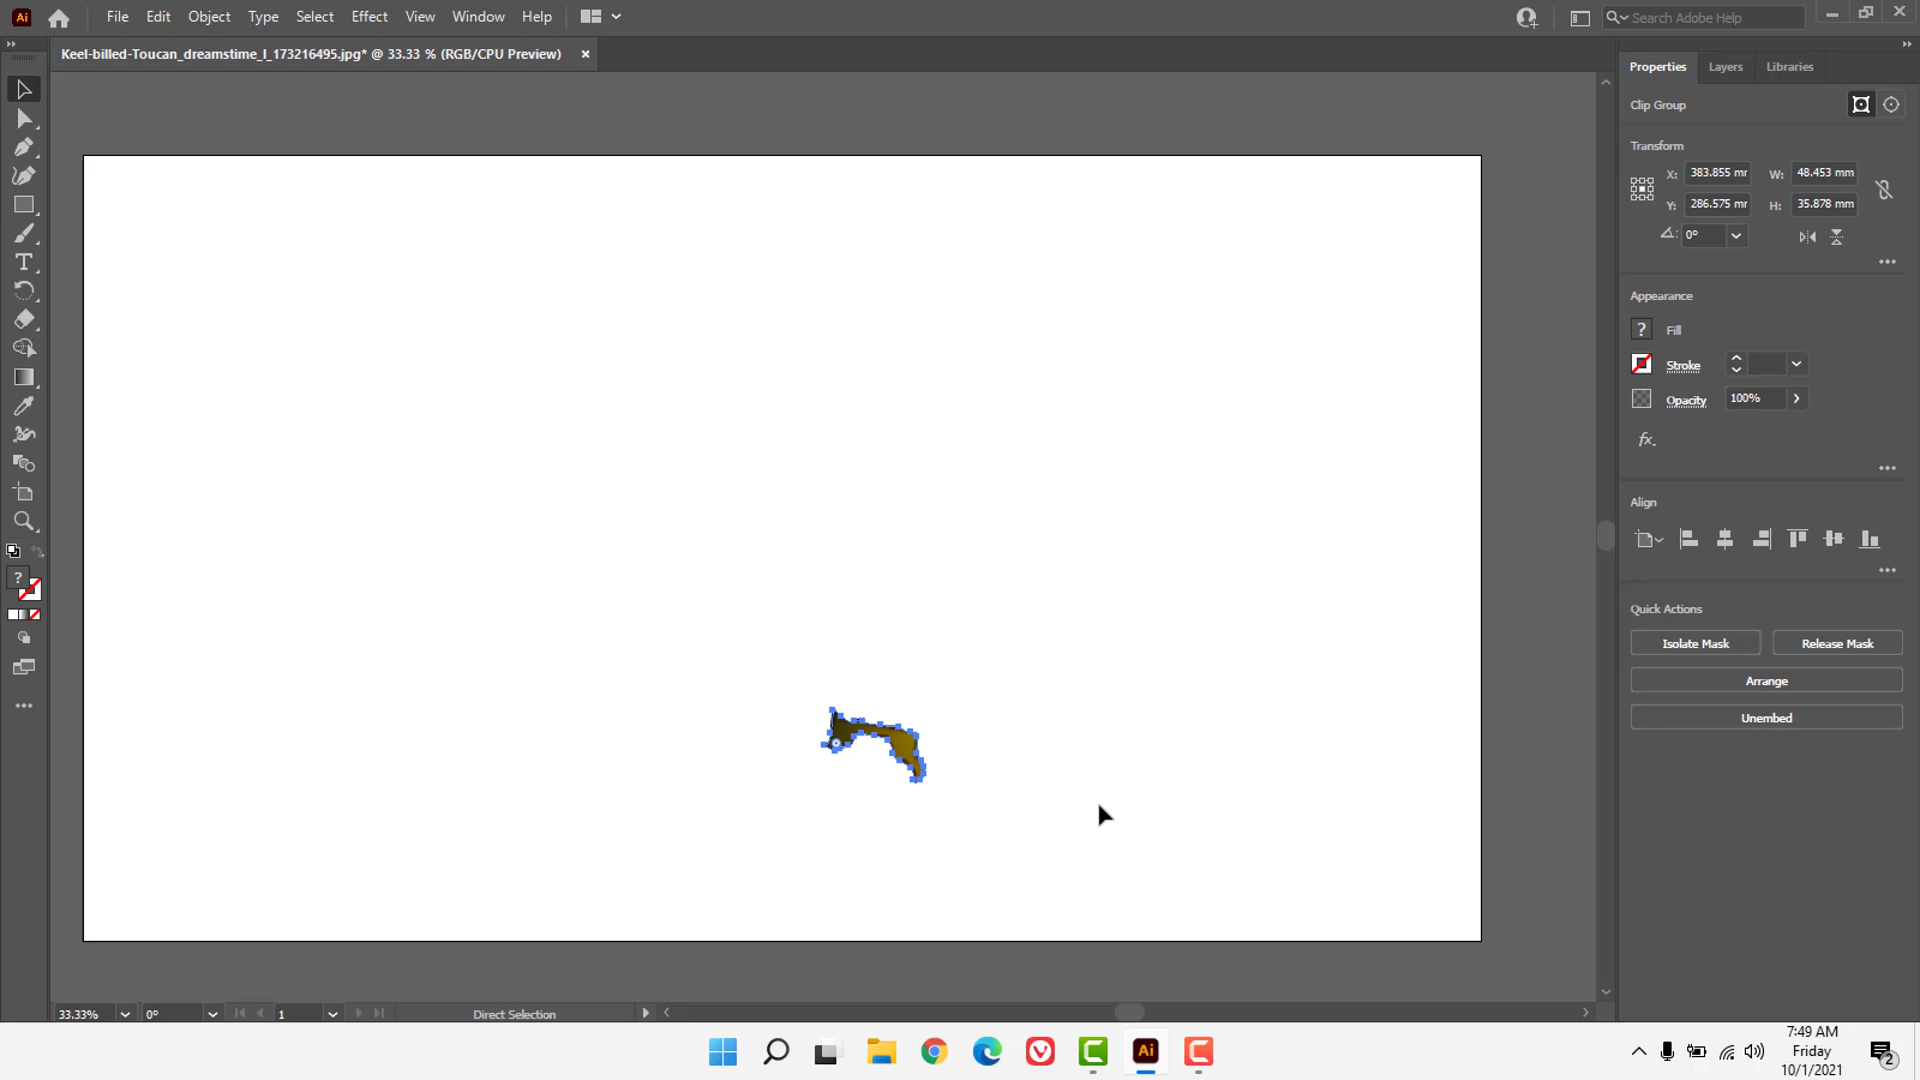 Ai File Edit Object Type Select Effect View Window Help Search Adobe Help
Keel-billed-Toucan_dreamstime_l_173216495.jpg* @ 33.33 % (RGB/CPU Preview) ×
Properties Layers Libraries
Clip Group
Transform
X: 383.855 mr W: 48.453 mm
Y: 286.575 mr H: 35.878 mm
0°
Appearance
? Fill
Stroke
Opacity 100%
fx.
Align
Quick Actions
Isolate Mask Release Mask
Arrange
Unembed
T
?
33.33% 0° 1 Direct Selection
Ai
7:49 AM
Friday
10/1/2021
2